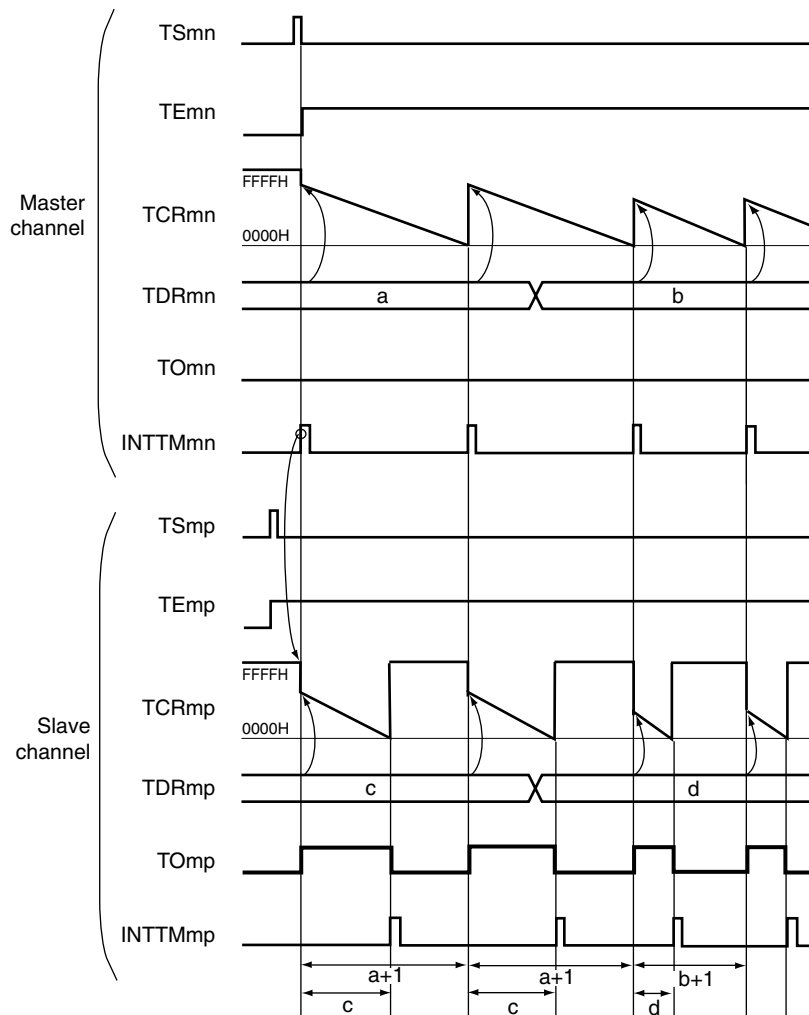 TSmn
TEmn
FFFFH
Master
channel
TCRmn
0000H
TDRmn
a
b
TOmn
INTTMmn
TSmp
TEmp
FFFFH
TCRmp
Slave
channel
0000H
TDRmp
c
d
TOmp
INTTMmp
a+1
a+1
b+1
c
c
d